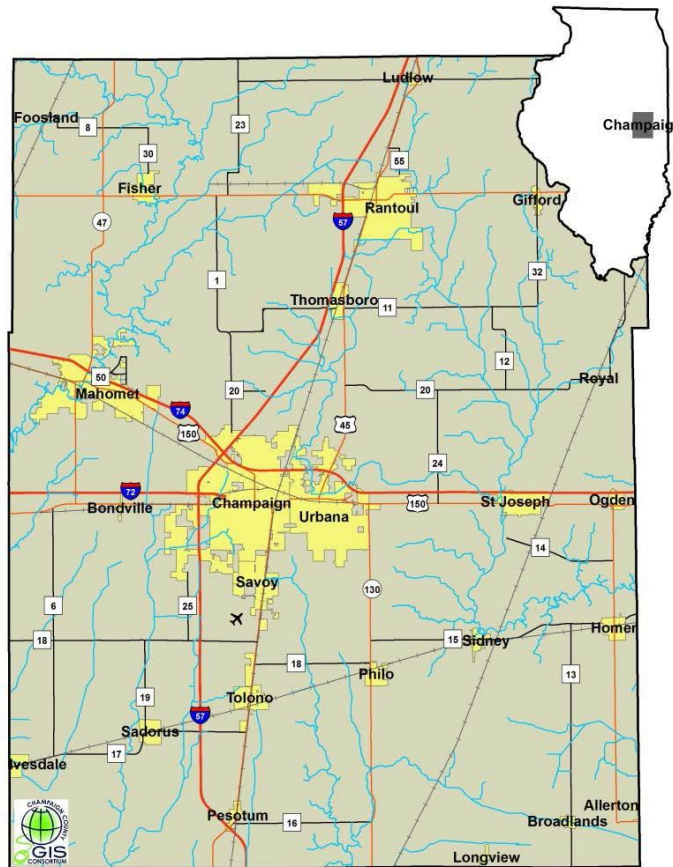 Ludlow
Foosland
8
23
Champaig
30
55
Fisher
Rantoul
Gifford
47
57
1
32
Thomasboro
11
12
50
Mahomet
20
20
Royal
74
150
45
24
72
Bondville
Champaign
Urbana
150
St Joseph
Ogden
14
Savoy
130
6
25
18
15
Sidney
Homer
18
Philo
13
19
Tolono
57
Sadorus
17
lvesdale
CHAMPAIGN COUNTY
GIS
CONSORTIUM
Pesotum
16
Allerton
Broadlands
Longview